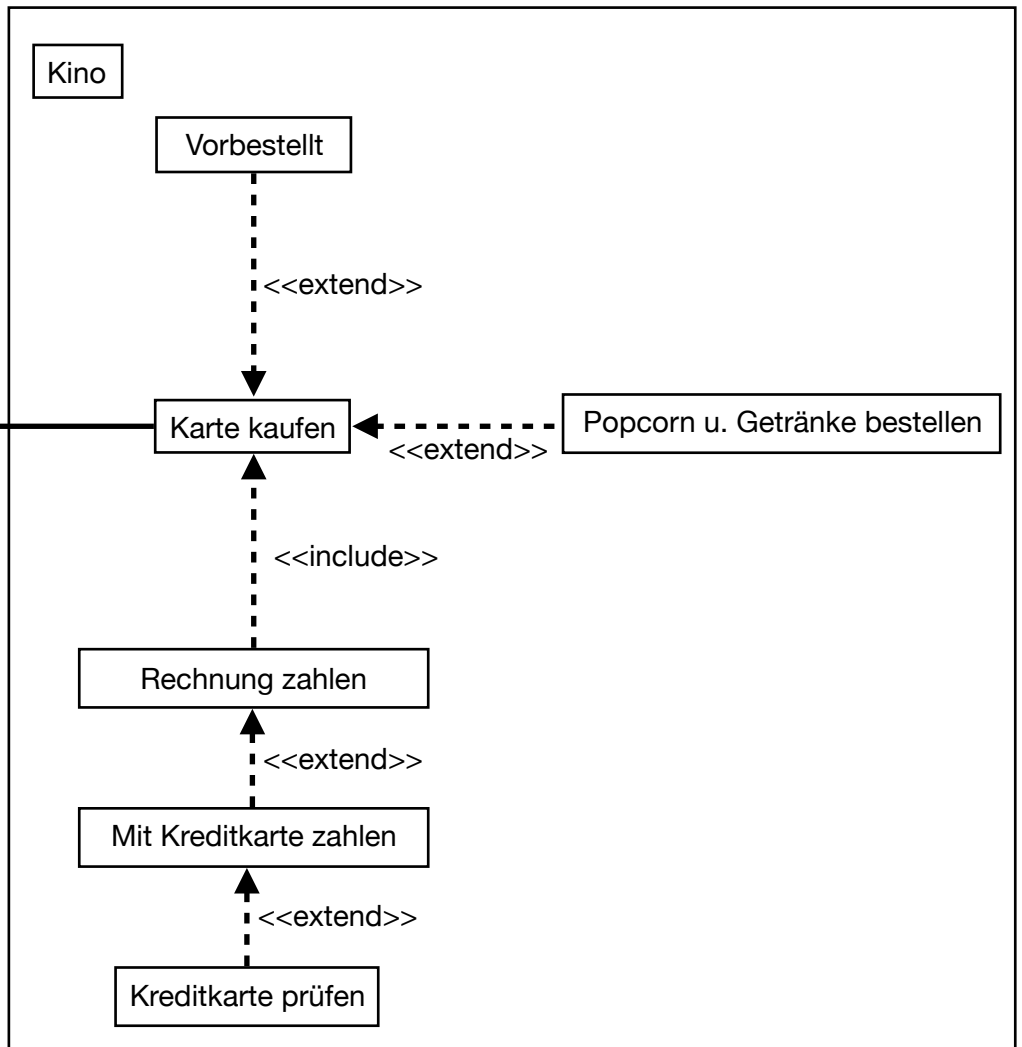 Kino
Vorbestellt
<<extend>>
Karte kaufen
Popcorn u. Getränke bestellen
<<extend>>
<<include>>
Rechnung zahlen
<<extend>>
Mit Kreditkarte zahlen
<<extend>>
Kreditkarte prüfen